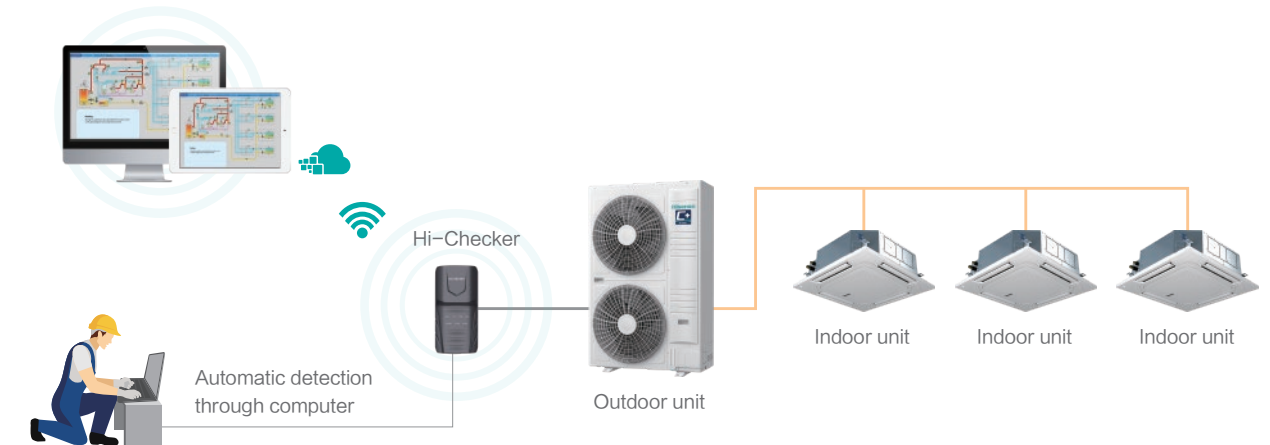 Hi-Checker
Indoor unit
Indoor unit
Indoor unit
Automatic detection
through computer
Outdoor unit